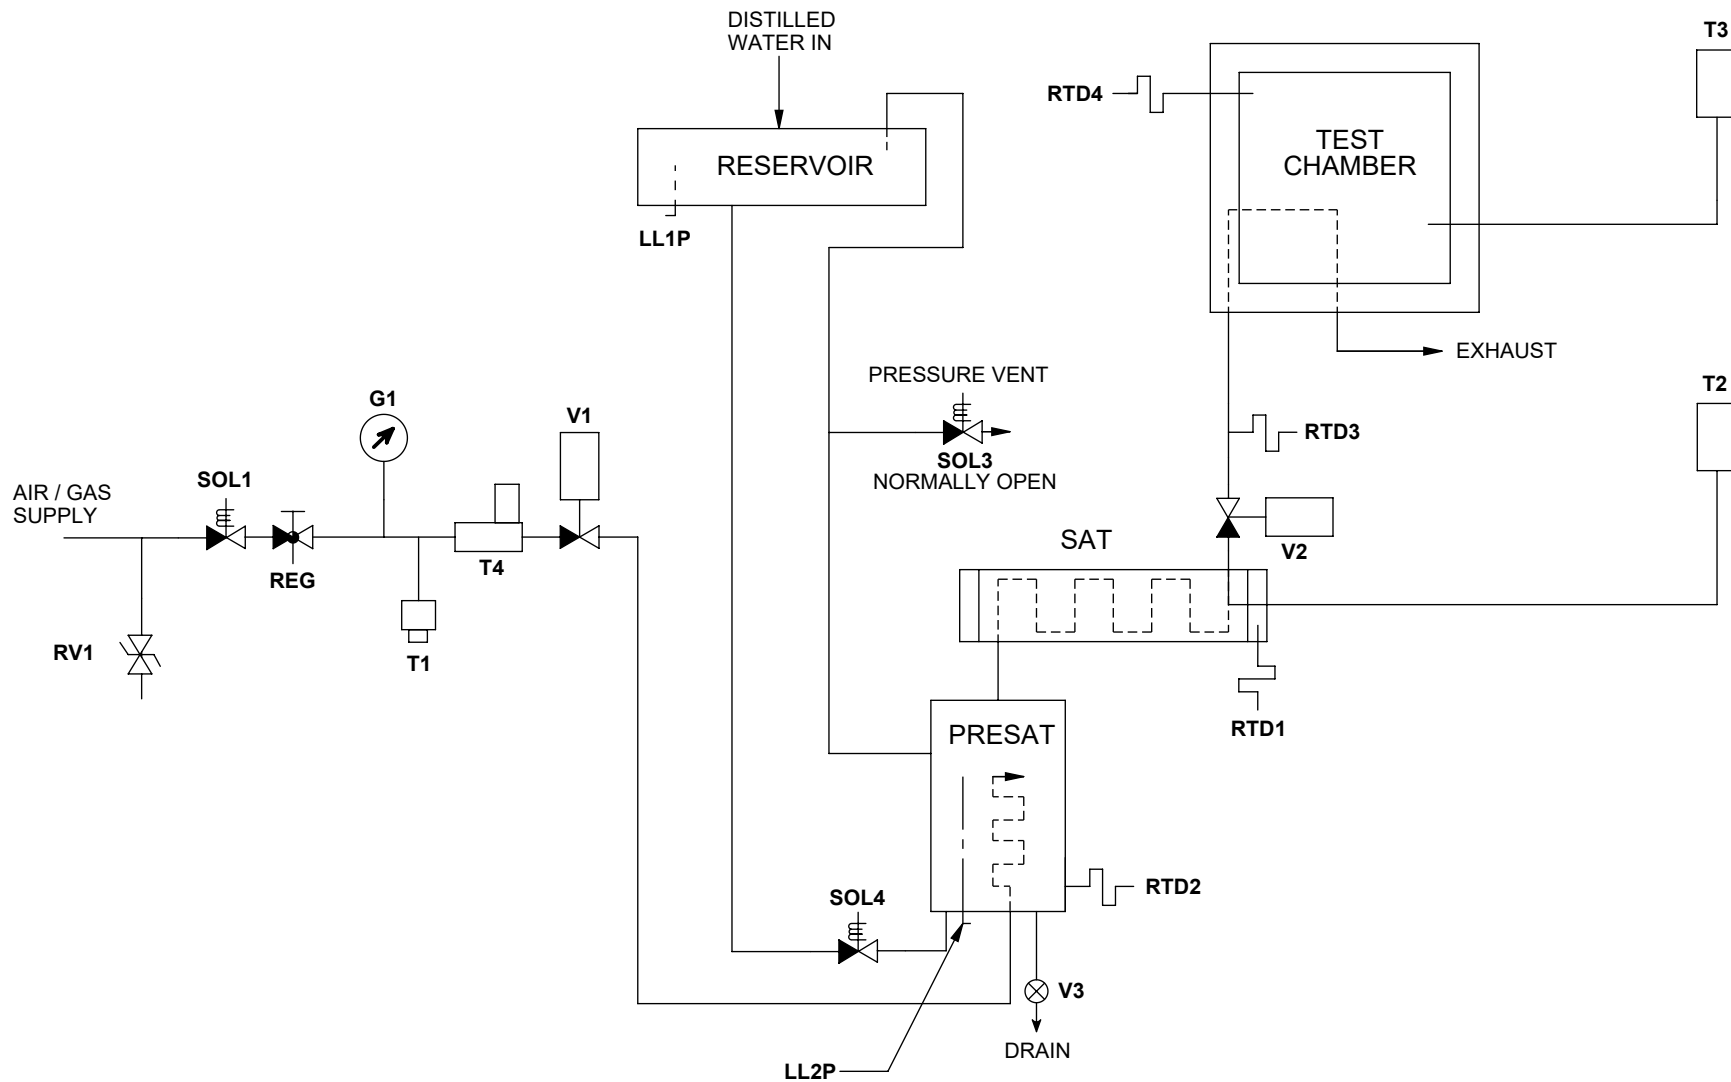 DISTILLED
WATER IN
T3
RTD4
TEST
CHAMBER
RESERVOIR
LL1P
EXHAUST
PRESSURE VENT
T2
G1
V1
RTD3
SOL3
NORMALLY OPEN
SOL1
AIR / GAS
SUPPLY
SAT
V2
T4
REG
RV1
T1
RTD1
PRESAT
RTD2
SOL4
V3
DRAIN
LL2P